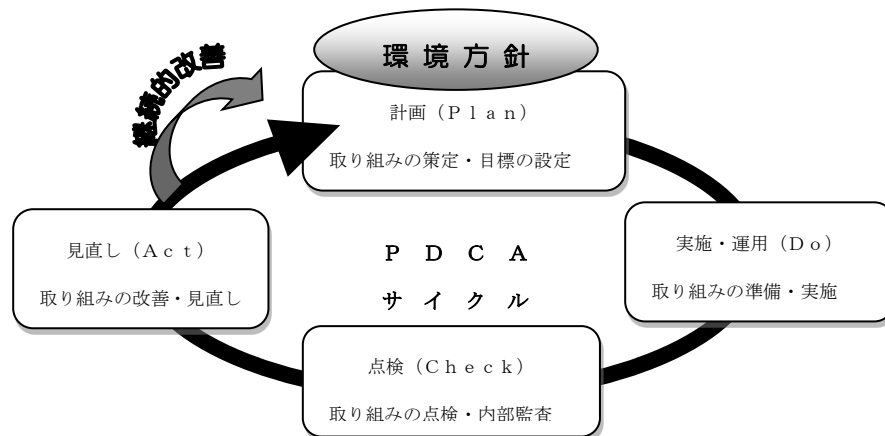 環境方針
継続的改善
計画（Ｐｌａｎ）
取り組みの策定・目標の設定
見直し（Ａｃｔ）
取り組みの改善・見直し
ＰＤＣＡ
サイクル
実施・運用（Ｄｏ）
取り組みの準備・実施
点検（Ｃｈｅｃｋ）
取り組みの点検・内部監査